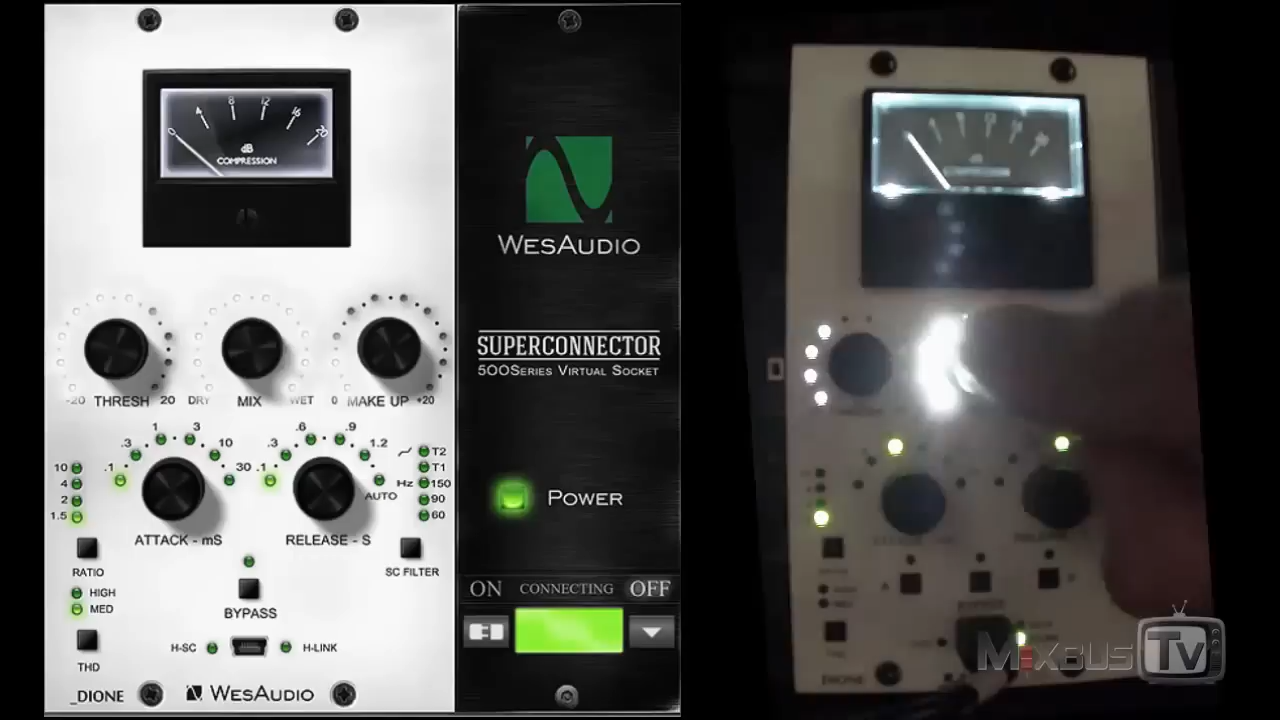 0 4 8 12 16 20
dB
COMPRESSION
-20 THRESH 20
DRY MIX WET
0 MAKE UP +20
.1 .3 1 3 10 30
ATTACK - mS
.1 .3 .6 .9 1.2 AUTO
RELEASE - S
10
4
2
1.5
RATIO
T2
T1
Hz 150
90
60
SC FILTER
HIGH
MED
THD
BYPASS
H-SC
H-LINK
_DIONE
WESAUDIO
WESAUDIO
SUPERCONNECTOR
500SERIES VIRTUAL SOCKET
POWER
ON CONNECTING OFF
BYPASS
MIXBUS TV